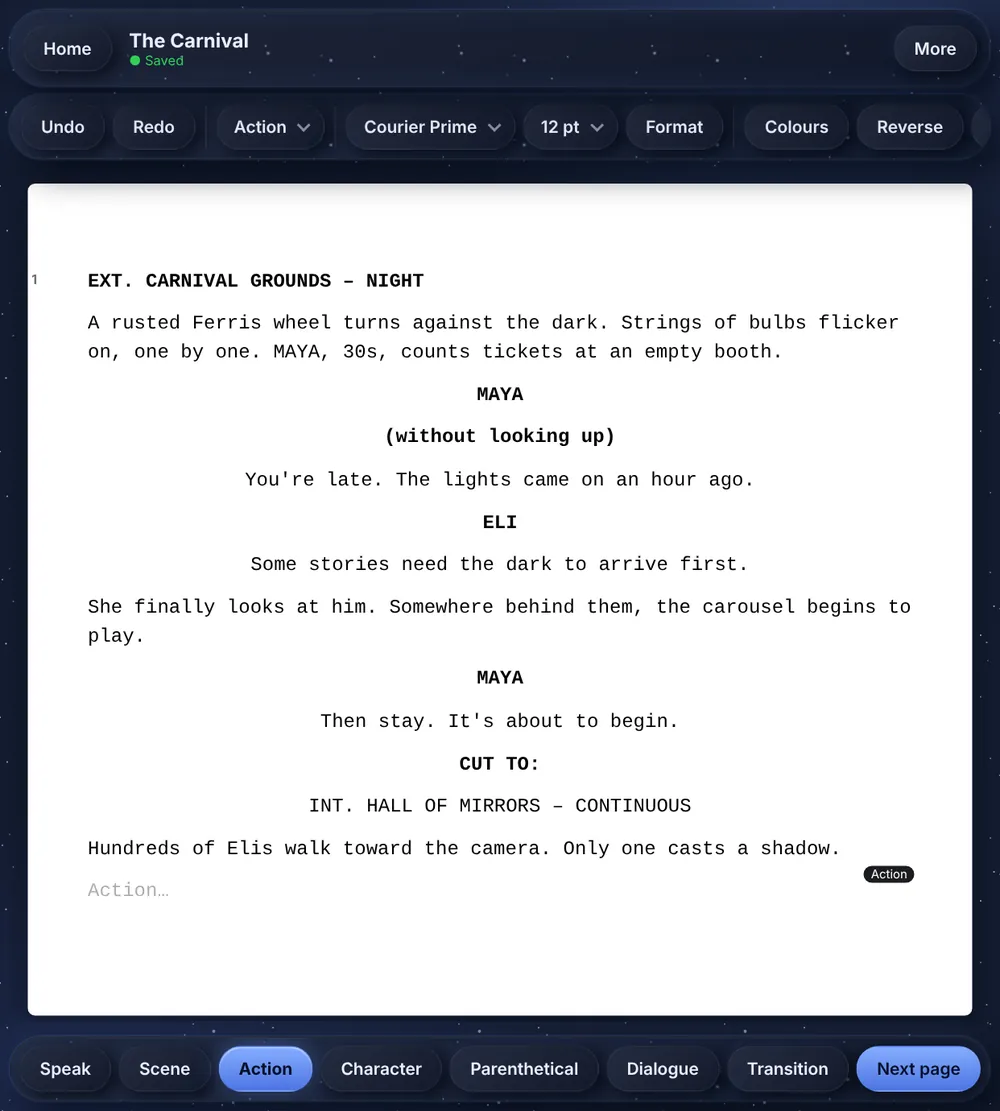 Home
The Carnival
Saved
More
Undo
Redo
Action
Courier Prime
12 pt
Format
Colours
Reverse
1
EXT. CARNIVAL GROUNDS – NIGHT
A rusted Ferris wheel turns against the dark. Strings of bulbs flicker
on, one by one. MAYA, 30s, counts tickets at an empty booth.
MAYA
(without looking up)
You're late. The lights came on an hour ago.
ELI
Some stories need the dark to arrive first.
She finally looks at him. Somewhere behind them, the carousel begins to
play.
MAYA
Then stay. It's about to begin.
CUT TO:
INT. HALL OF MIRRORS – CONTINUOUS
Hundreds of Elis walk toward the camera. Only one casts a shadow.
Action
Action…
Speak
Scene
Action
Character
Parenthetical
Dialogue
Transition
Next page